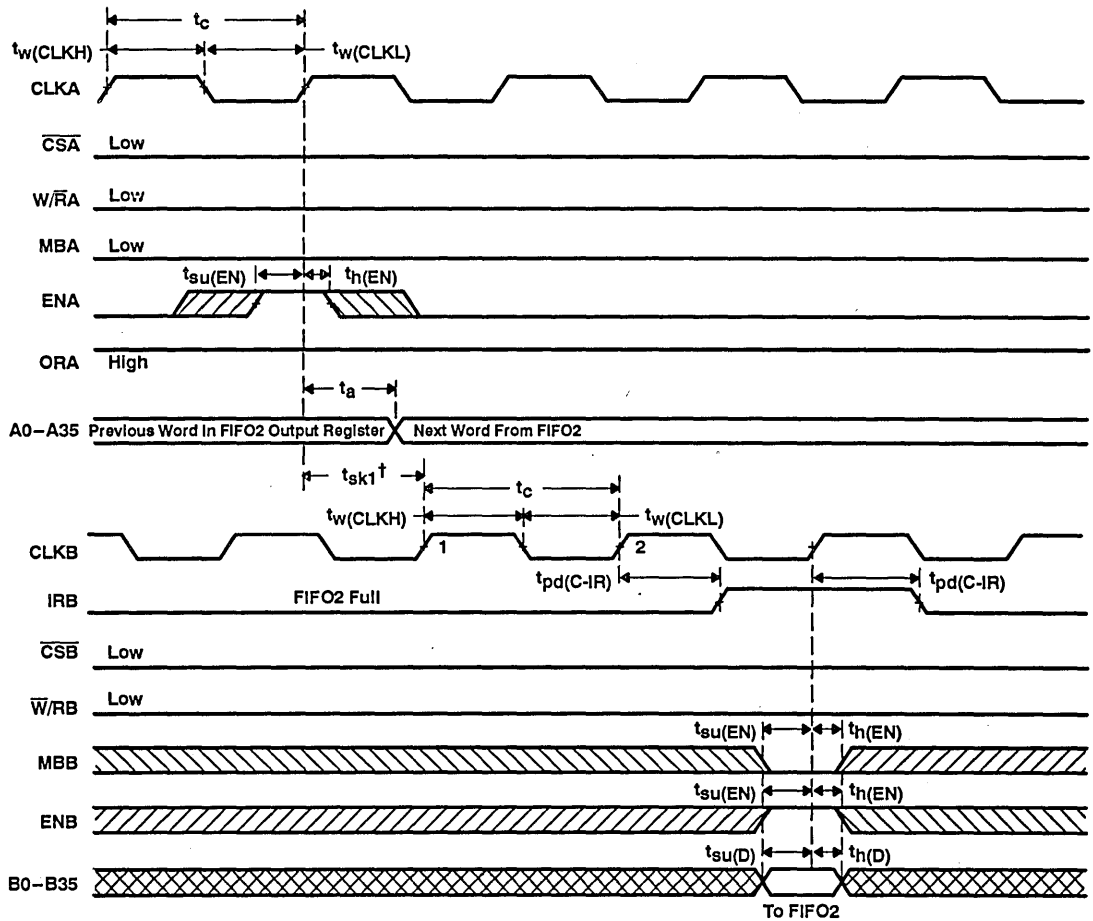 tc
tw(CLKH) tw(CLKL)
CLKA
CSA Low
W/RA Low
MBA Low
tsu(EN) th(EN)
ENA
ORA High
ta
A0–A35 Previous Word in FIFO2 Output Register Next Word From FIFO2
tsk1†
tc
tw(CLKH) tw(CLKL)
CLKB 1 2
tpd(C-IR) tpd(C-IR)
IRB FIFO2 Full
CSB Low
W/RB Low
tsu(EN) th(EN)
MBB
tsu(EN) th(EN)
ENB
tsu(D) th(D)
B0–B35
To FIFO2